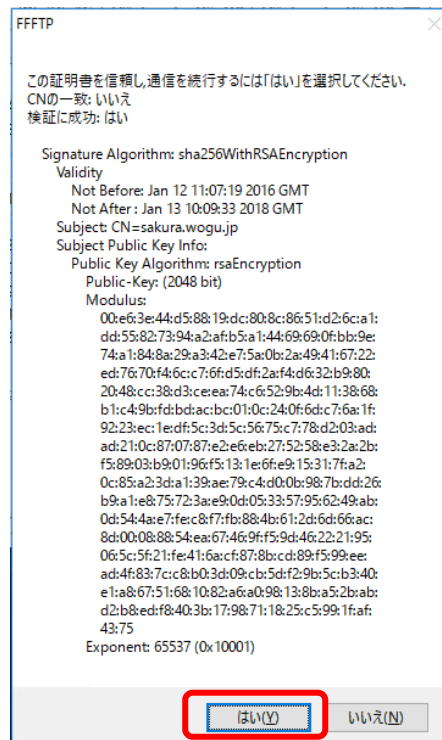 FFFTP
この証明書を信頼し,通信を続行するには「はい」を選択してください.
CNの一致: いいえ
検証に成功: はい
Signature Algorithm: sha256WithRSAEncryption
Validity
Not Before: Jan 12 11:07:19 2016 GMT
Not After : Jan 13 10:09:33 2018 GMT
Subject: CN=sakura.wogu.jp
Subject Public Key Info:
Public Key Algorithm: rsaEncryption
Public-Key: (2048 bit)
Modulus:
00:e6:3e:44:d5:88:19:dc:80:8c:86:51:d2:6c:a1:
dd:55:82:73:94:a2:af:b5:a1:44:69:69:0f:bb:9e:
74:a1:84:8a:29:a3:42:e7:5a:0b:2a:49:41:67:22:
ed:76:70:f4:6c:c7:6f:d5:df:2a:f4:d6:32:b9:80:
20:48:cc:38:d3:ce:ea:74:c6:52:9b:4d:11:38:68:
b1:c4:9b:fd:bd:ac:bc:01:0c:24:0f:6d:c7:6a:1f:
92:23:ec:1e:df:5c:3d:5c:56:75:c7:78:d2:03:ad:
ad:21:0c:87:07:87:e2:e6:eb:27:52:58:e3:2a:2b:
f5:89:03:b9:01:96:f5:13:1e:6f:e9:15:31:7f:a2:
0c:85:a2:3d:a1:39:ae:79:c4:d0:0b:98:7b:dd:26:
b9:a1:e8:75:72:3a:e9:0d:05:33:57:95:62:49:ab:
0d:54:4a:e7:fe:c8:f7:fb:88:4b:61:2d:6d:66:ac:
8d:00:08:88:54:ea:67:46:9f:f5:9d:46:22:21:95:
06:5c:5f:21:fe:41:6a:cf:87:8b:cd:89:f5:99:ee:
ad:4f:83:7c:c8:b0:3d:09:cb:5d:f2:9b:5c:b3:40:
e1:a8:67:51:68:10:82:a6:a0:98:13:8b:a5:2b:ab:
d2:b8:ed:f8:40:3b:17:98:71:18:25:c5:99:1f:af:
43:75
Exponent: 65537 (0x10001)
はい(Y) いいえ(N)